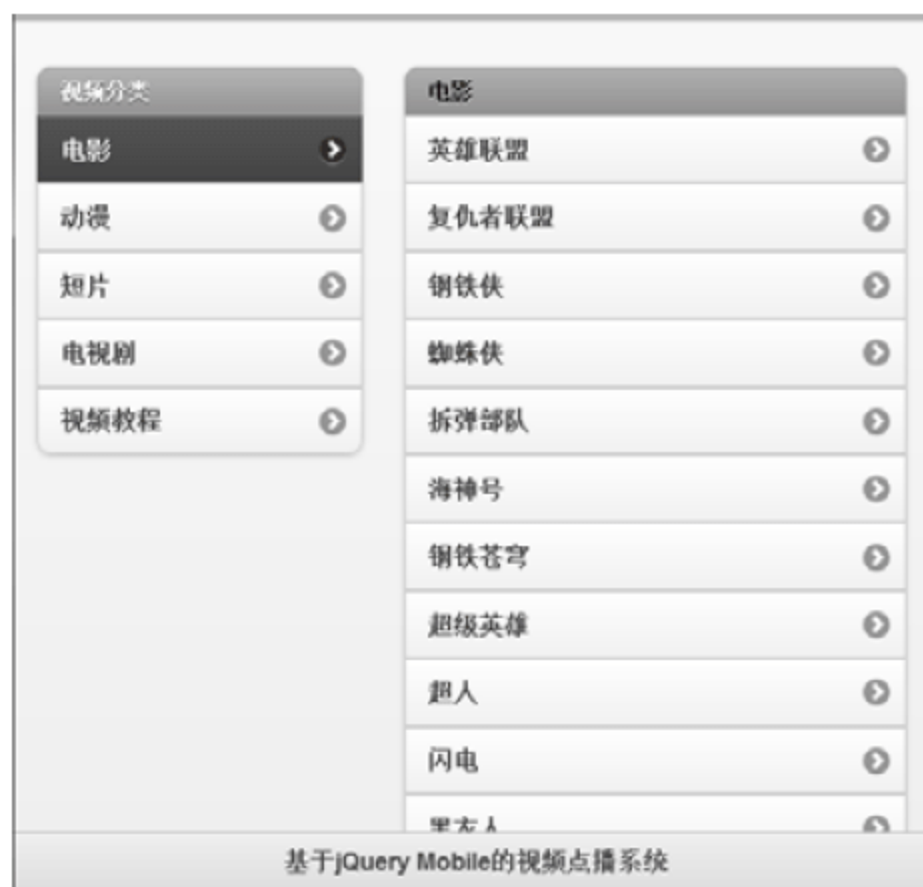 视频分类
电影
动漫
短片
电视剧
视频教程
电影
英雄联盟
复仇者联盟
钢铁侠
蜘蛛侠
拆弹部队
海神号
钢铁苍穹
超级英雄
超人
闪电
黑衣人
基于jQuery Mobile的视频点播系统